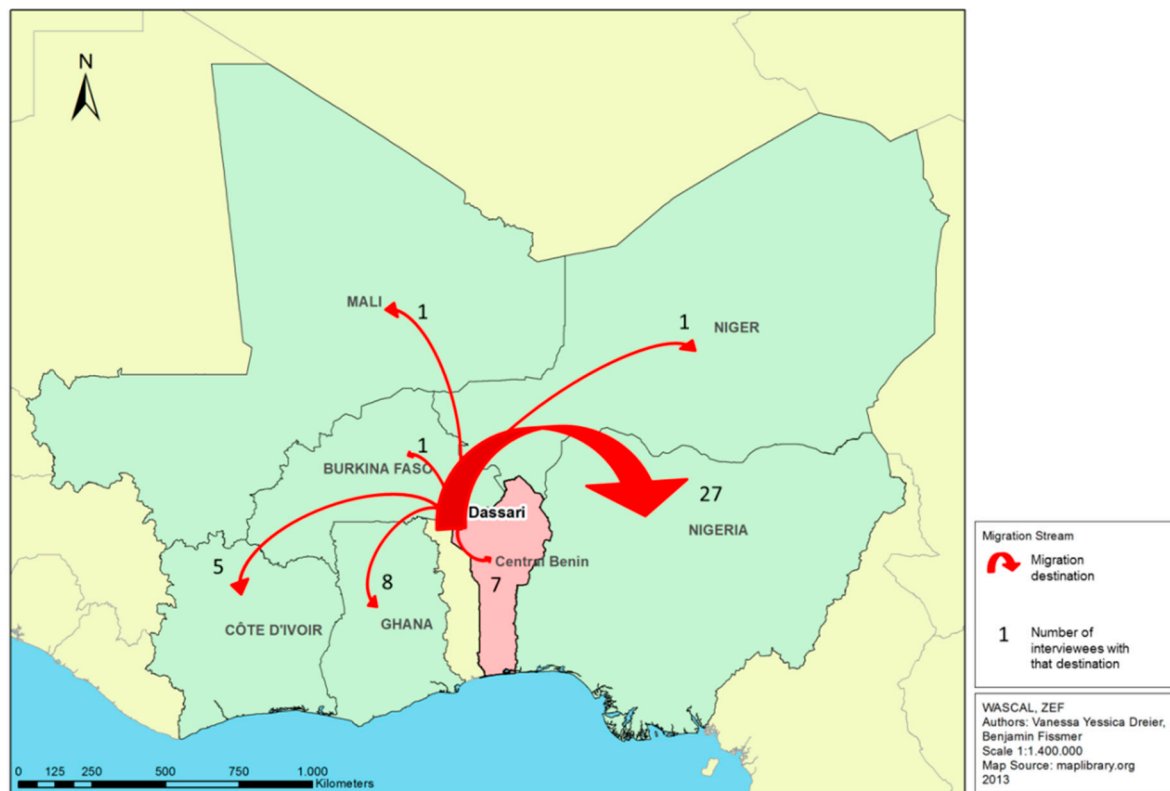 N
MALI
1
1
NIGER
1
BURKINA FASO
27
NIGERIA
Dassari
5
8
Central Benin
7
CÔTE D'IVOIR
GHANA
0 125 250 500 750 1.000
Kilometers
Migration Stream
Migration
destination
1
Number of
interviewees with
that destination
WASCAL, ZEF
Authors: Vanessa Yessica Dreier,
Benjamin Fissmer
Scale 1:1.400.000
Map Source: maplibrary.org
2013